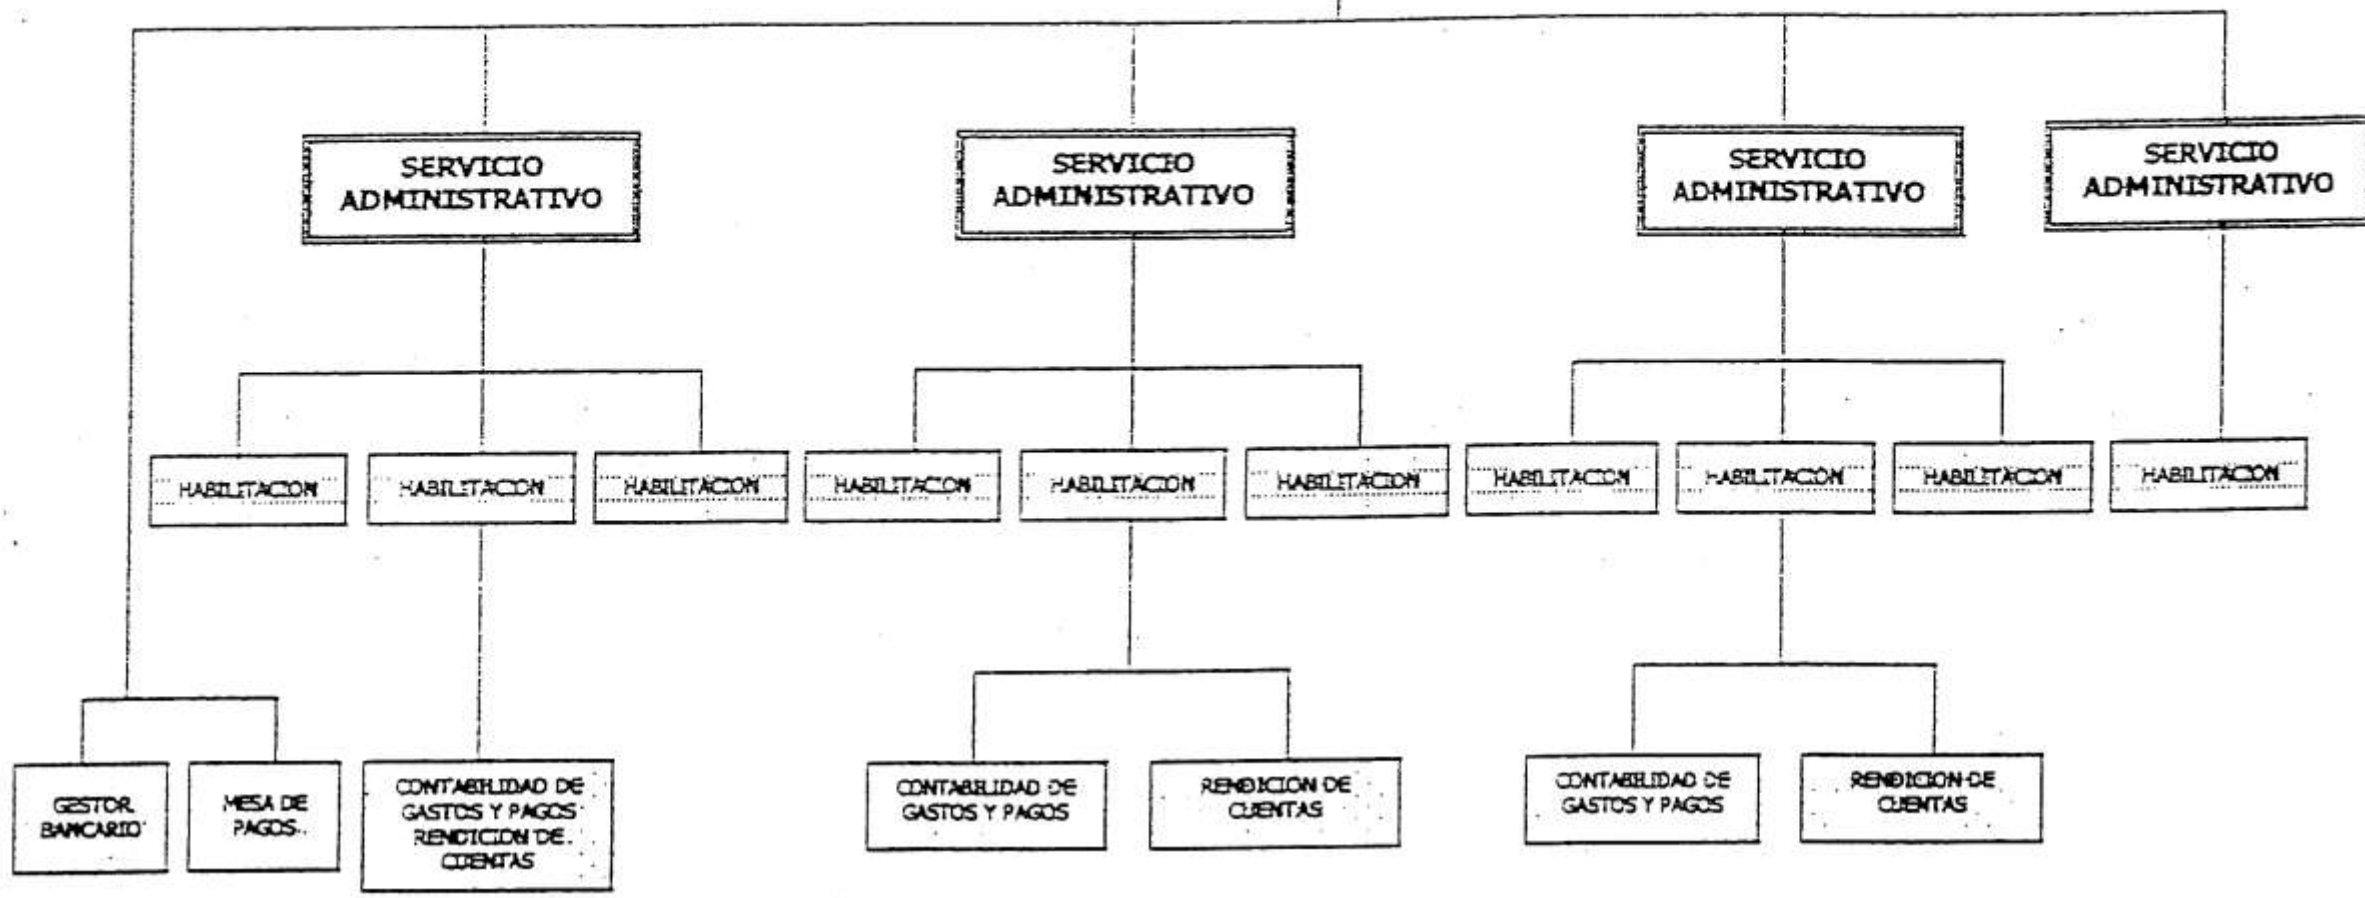 SERVICIO
ADMINISTRATIVO
SERVICIO
ADMINISTRATIVO
SERVICIO
ADMINISTRATIVO
SERVICIO
ADMINISTRATIVO
HABILITACION
HABILITACION
HABILITACION
HABILITACION
HABILITACION
HABILITACION
HABILITACION
HABILITACION
HABILITACION
HABILITACION
GESTOR
BANCARIO
MESA DE
PAGOS
CONTABILIDAD DE
GASTOS Y PAGOS
RENDICION DE
CUENTAS
CONTABILIDAD DE
GASTOS Y PAGOS
RENDICION DE
CUENTAS
CONTABILIDAD DE
GASTOS Y PAGOS
RENDICION DE
CUENTAS